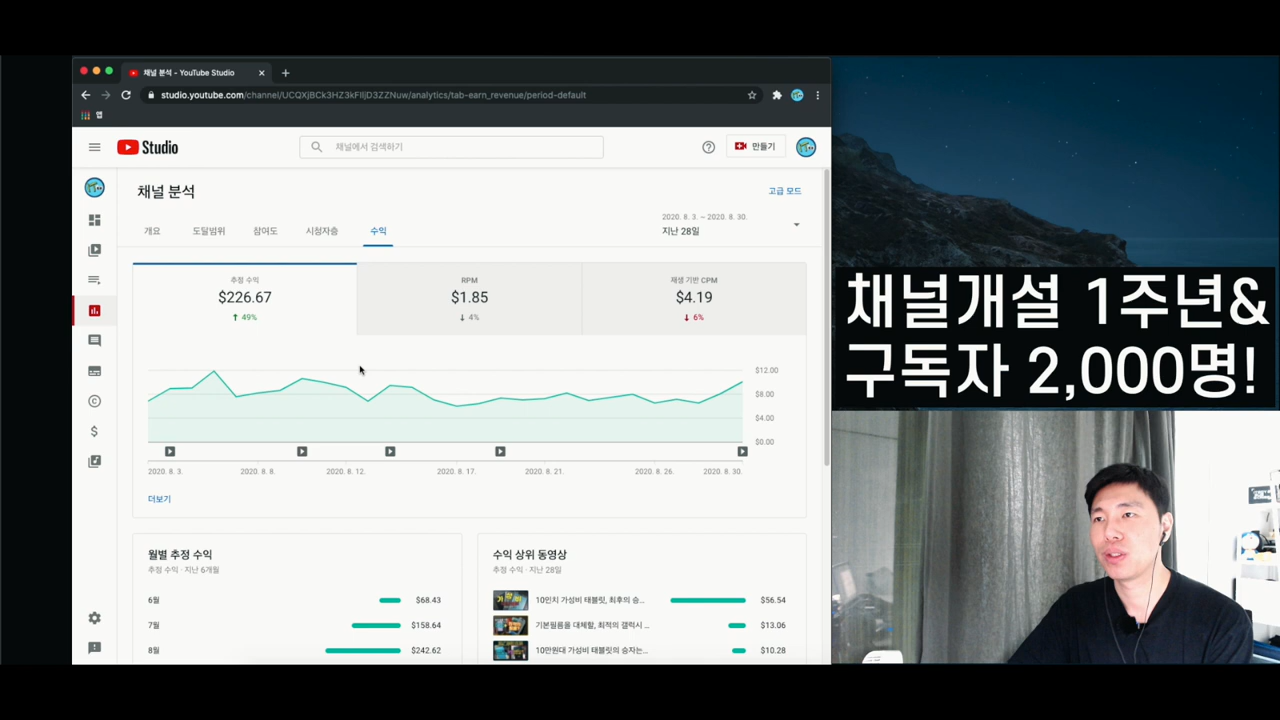 채널 분석 - YouTube Studio
studio.youtube.com/channel/UCQXjBCk3HZ3kFlljD3ZZNuw/analytics/tab-earn_revenue/period-default
앱
Studio
채널에서 검색하기
만들기
채널 분석
고급 모드
개요 도달범위 참여도 시청자층 수익
2020. 8. 3. ~ 2020. 8. 30.
지난 28일
추정 수익 RPM 재생 기반 CPM
$226.67 $1.85 $4.19
↑ 49% ↓ 4% ↓ 6%
$12.00
$8.00
$4.00
$0.00
2020. 8. 3. 2020. 8. 8. 2020. 8. 12. 2020. 8. 17. 2020. 8. 21. 2020. 8. 26. 2020. 8. 30.
더보기
월별 추정 수익
추정 수익 · 지난 6개월
6월 $68.43
7월 $158.64
8월 $242.62
수익 상위 동영상
추정 수익 · 지난 28일
10인치 가성비 태블릿, 최후의 승... $56.54
기본필름을 대체할, 최적의 갤럭시 ... $13.06
10만원대 가성비 태블릿의 승자는... $10.28
채널개설 1주년&
구독자 2,000명!